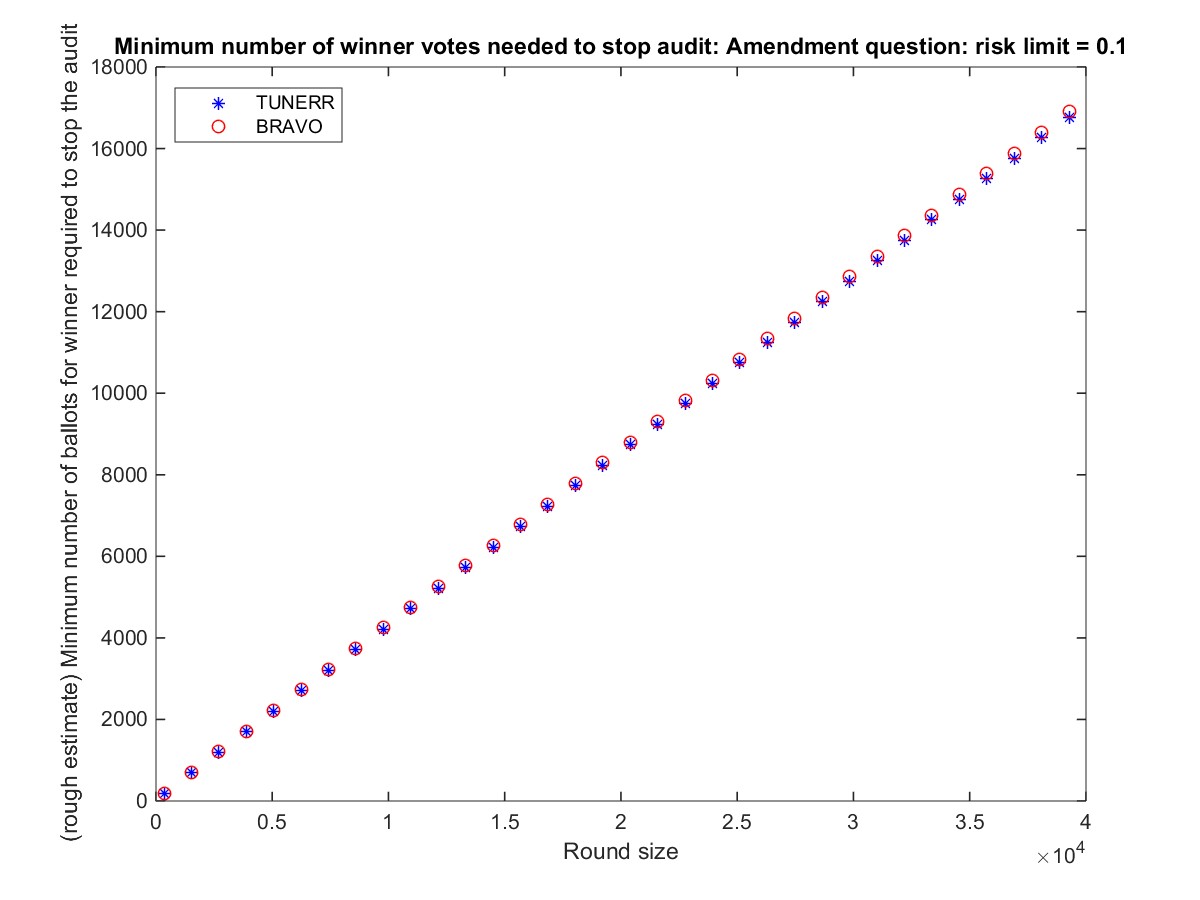 Minimum number of winner votes needed to stop audit: Amendment question: risk limit = 0.1
(rough estimate) Minimum number of ballots for winner required to stop the audit
18000
16000
14000
12000
10000
8000
6000
4000
2000
0
TUNERR
BRAVO
0 0.5 1 1.5 2 2.5 3 3.5 4
Round size
×10⁴